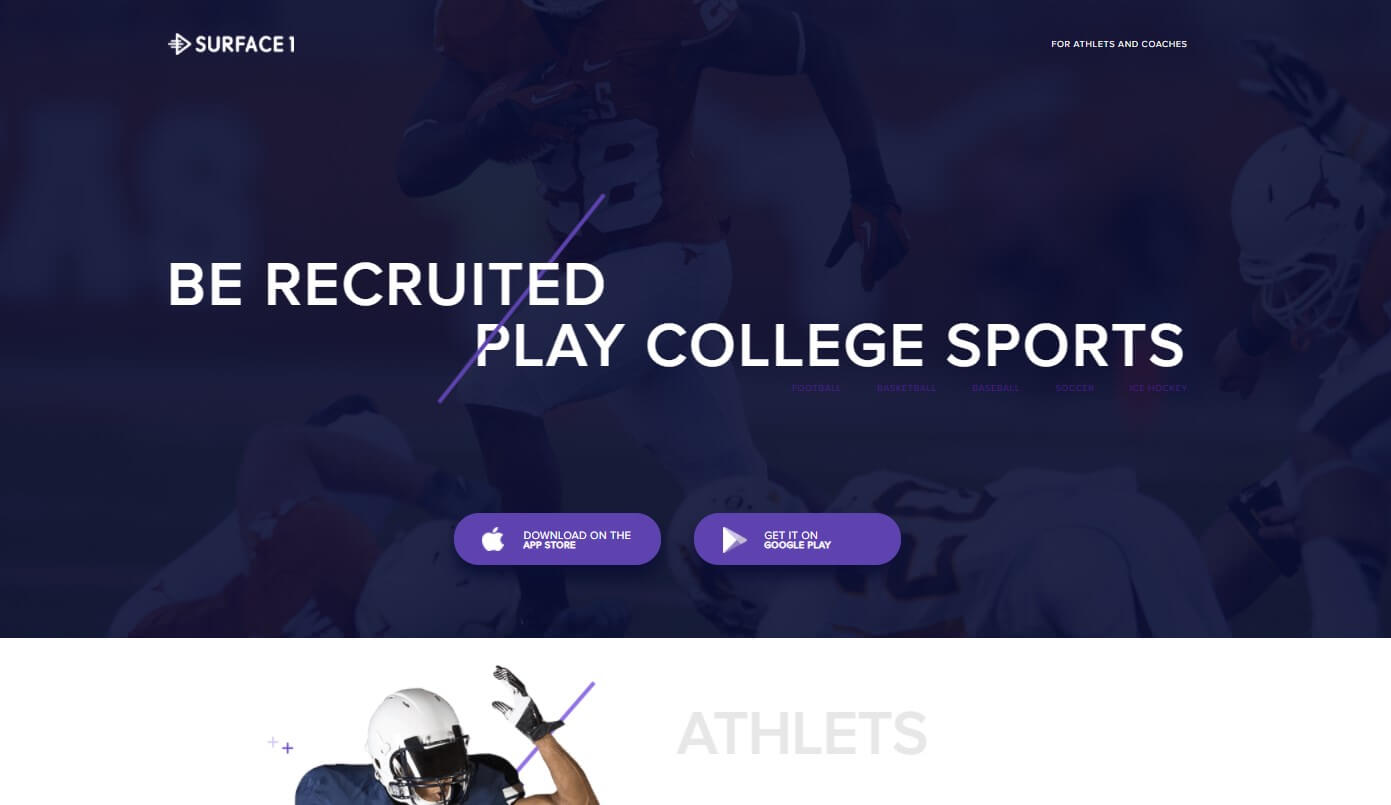 SURFACE 1
FOR ATHLETS AND COACHES
BE RECRUITED
PLAY COLLEGE SPORTS
FOOTBALL BASKETBALL BASEBALL SOCCER ICE HOCKEY
DOWNLOAD ON THE
APP STORE
GET IT ON
GOOGLE PLAY
ATHLETS